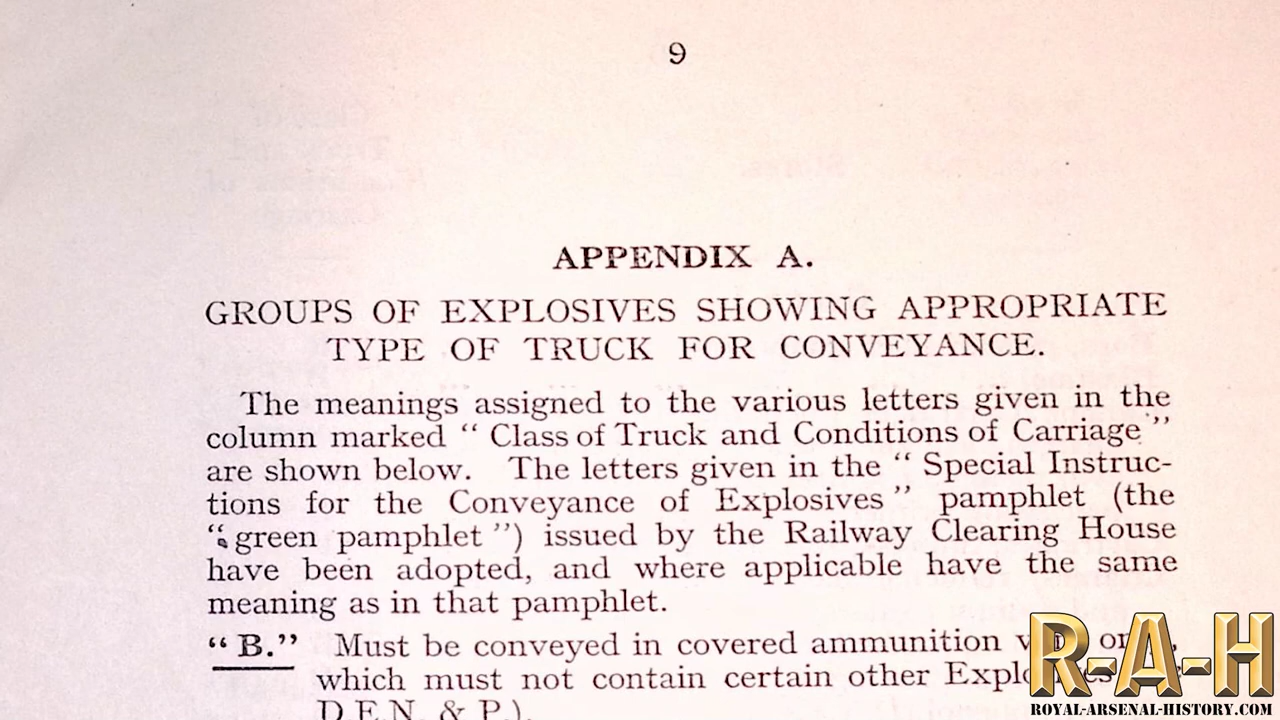 9
APPENDIX A.
GROUPS OF EXPLOSIVES SHOWING APPROPRIATE
TYPE OF TRUCK FOR CONVEYANCE.
The meanings assigned to the various letters given in the
column marked “ Class of Truck and Conditions of Carriage ”
are shown below. The letters given in the “ Special Instruc-
tions for the Conveyance of Explosives ” pamphlet (the
“ green pamphlet ”) issued by the Railway Clearing House
have been adopted, and where applicable have the same
meaning as in that pamphlet.
“ B.” Must be conveyed in covered ammunition
which must not contain certain other
D.E.N. & P.).
R-A-H
ROYAL-ARSENAL-HISTORY.COM